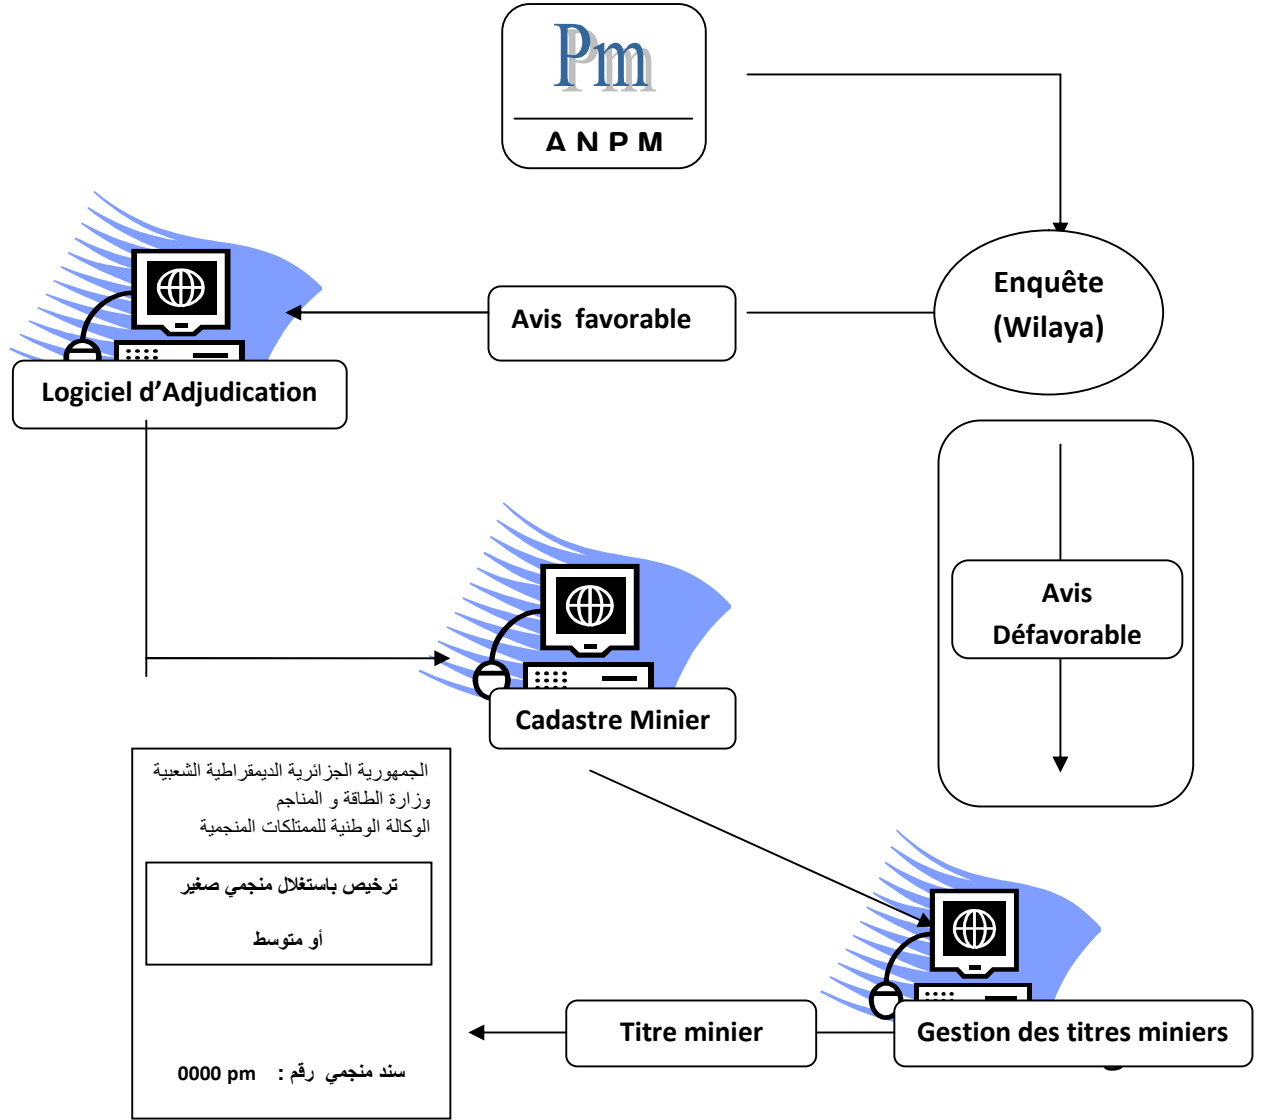 Pm
ANPM
Enquête
(Wilaya)
Avis favorable
Logiciel d’Adjudication
Avis
Défavorable
Cadastre Minier
الجمهورية الجزائرية الديمقراطية الشعبية
وزارة الطاقة و المناجم
الوكالة الوطنية للممتلكات المنجمية
ترخيص باستغلال منجمي صغير
أو متوسط
Titre minier
Gestion des titres miniers
سند منجمي رقم : 0000 pm